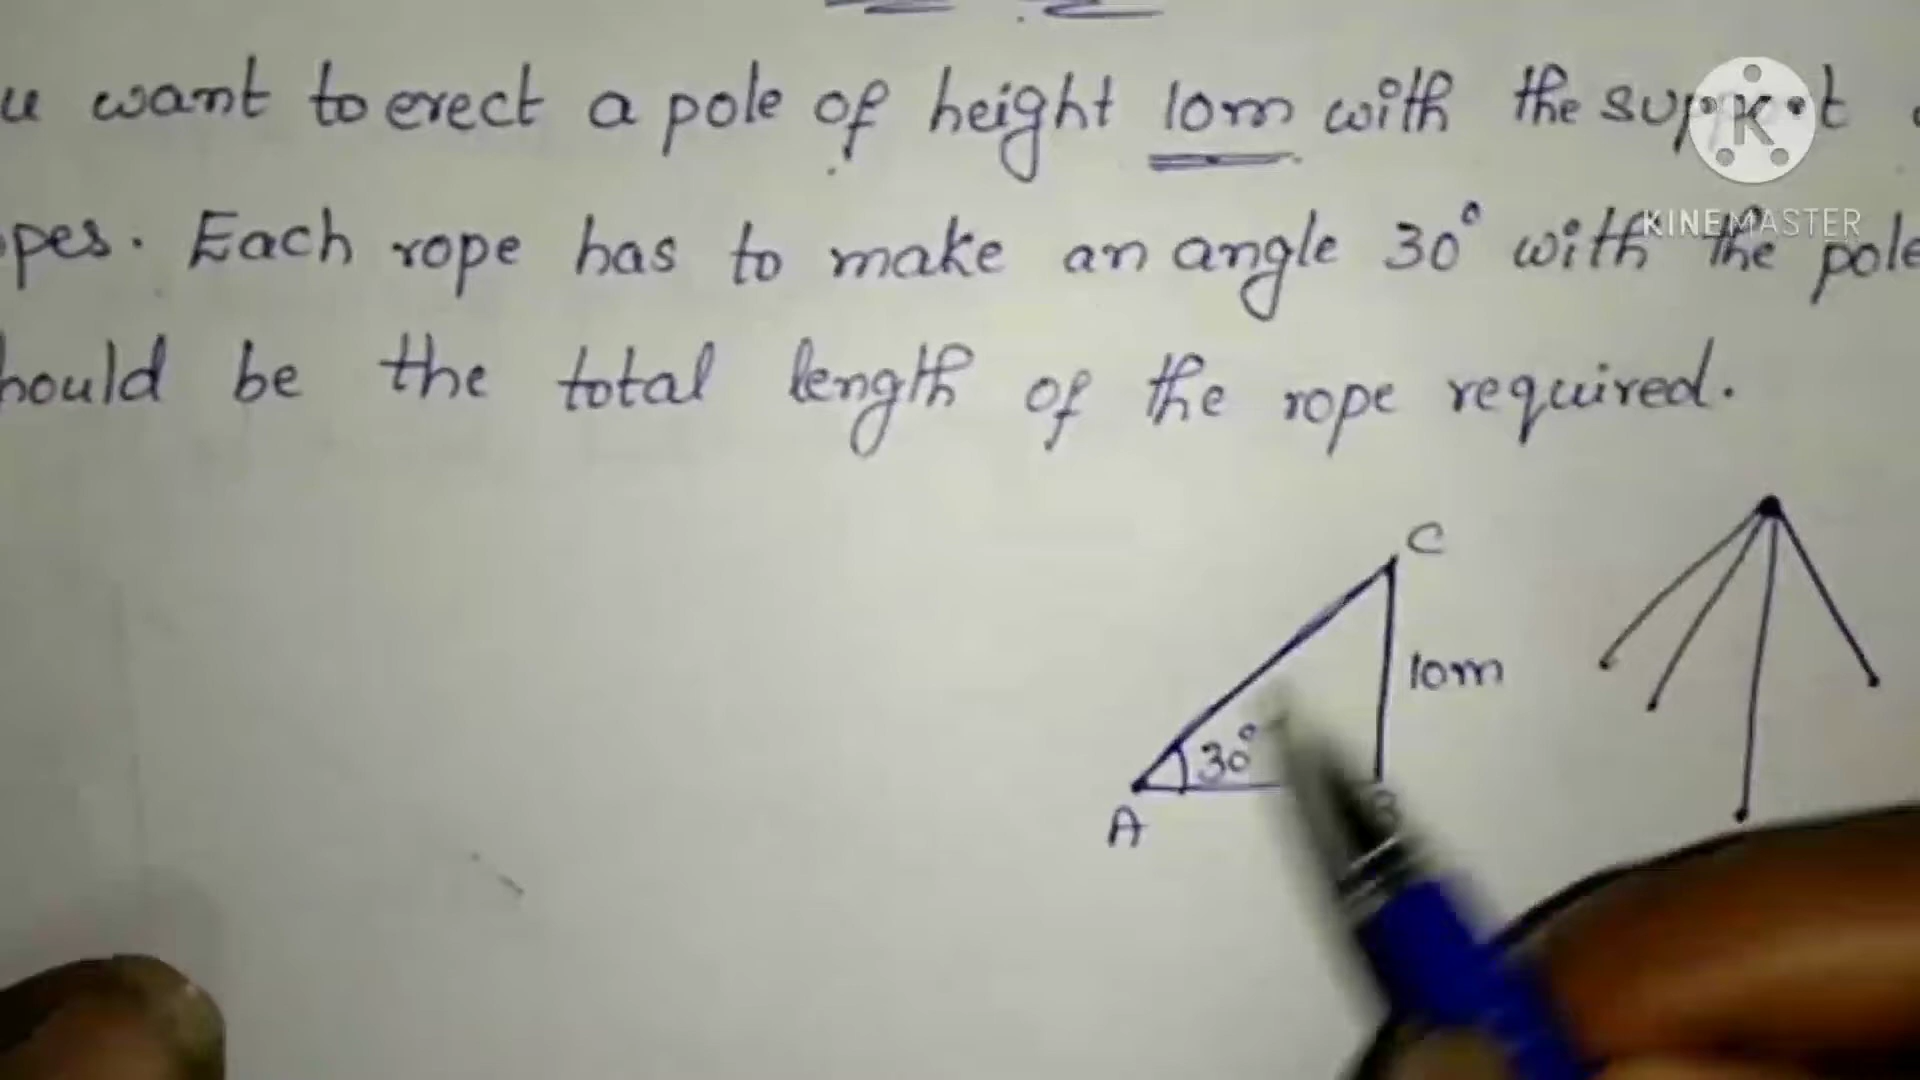 u want to erect a pole of height 10m with the support
pes. Each rope has to make an angle 30° with the pole
hould be the total length of the rope required.
C
10m
30°
A
B
K
KINEMASTER